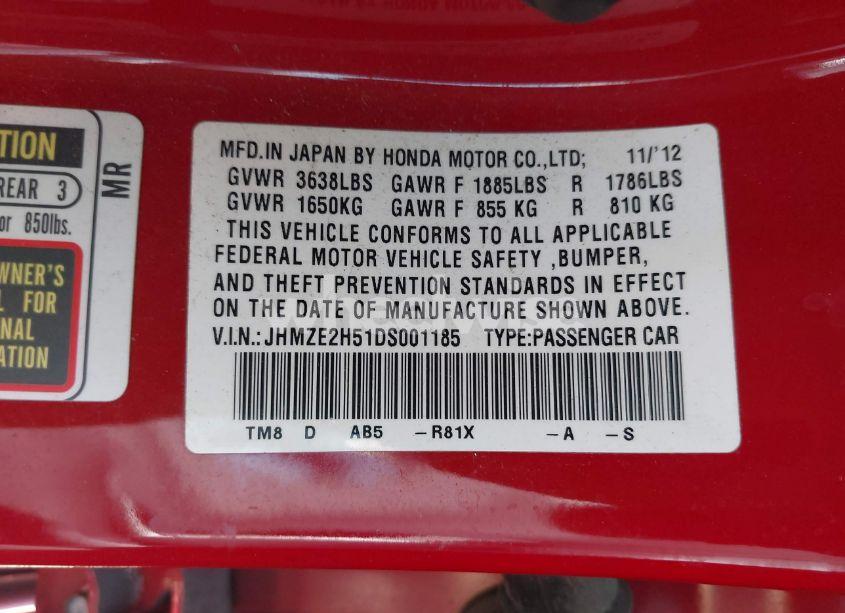 TION
REAR 3
or 850lbs.
WNER'S
L FOR
NAL
ATION
MR
MFD.IN JAPAN BY HONDA MOTOR CO.,LTD; 11/'12
GVWR 3638LBS GAWR F 1885LBS R 1786LBS
GVWR 1650KG GAWR F 855 KG R 810 KG
THIS VEHICLE CONFORMS TO ALL APPLICABLE
FEDERAL MOTOR VEHICLE SAFETY ,BUMPER,
AND THEFT PREVENTION STANDARDS IN EFFECT
ON THE DATE OF MANUFACTURE SHOWN ABOVE.
V.I.N.:JHMZE2H51DS001185 TYPE:PASSENGER CAR
TM8 D AB5 -R81X -A -S